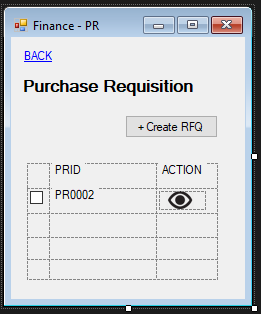 Finance - PR
BACK
Purchase Requisition
+ Create RFQ
PRID ACTION
PR0002